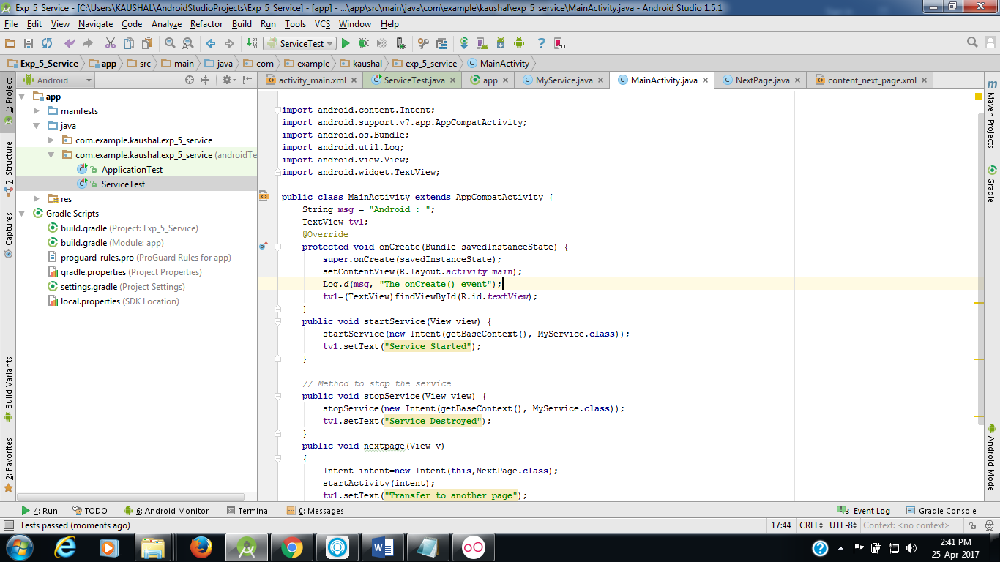 Exp_5_Service - [C:\Users\KAUSHAL\AndroidStudioProjects\Exp_5_Service] - [app] - ...\app\src\main\java\com\example\kaushal\exp_5_service\MainActivity.java - Android Studio 1.5.1
File Edit View Navigate Code Analyze Refactor Build Run Tools VCS Window Help
ServiceTest
Exp_5_Service app src main java com example kaushal exp_5_service MainActivity
Android
activity_main.xml ServiceTest.java app MyService.java MainActivity.java NextPage.java content_next_page.xml
1: Project
7: Structure
Captures
Build Variants
2: Favorites
app
manifests
java
com.example.kaushal.exp_5_service
com.example.kaushal.exp_5_service (androidTe
ApplicationTest
ServiceTest
res
Gradle Scripts
build.gradle (Project: Exp_5_Service)
build.gradle (Module: app)
proguard-rules.pro (ProGuard Rules for app)
gradle.properties (Project Properties)
settings.gradle (Project Settings)
local.properties (SDK Location)
import android.content.Intent;
import android.support.v7.app.AppCompatActivity;
import android.os.Bundle;
import android.util.Log;
import android.view.View;
import android.widget.TextView;
public class MainActivity extends AppCompatActivity {
String msg = "Android : ";
TextView tv1;
@Override
protected void onCreate(Bundle savedInstanceState) {
super.onCreate(savedInstanceState);
setContentView(R.layout.activity_main);
Log.d(msg, "The onCreate() event");
tv1=(TextView)findViewById(R.id.textView);
}
public void startService(View view) {
startService(new Intent(getBaseContext(), MyService.class));
tv1.setText("Service Started");
}
// Method to stop the service
public void stopService(View view) {
stopService(new Intent(getBaseContext(), MyService.class));
tv1.setText("Service Destroyed");
}
public void nextpage(View v)
{
Intent intent=new Intent(this,NextPage.class);
startActivity(intent);
tv1.setText("Transfer to another page");
Maven Projects
Gradle
Android Model
4: Run TODO 6: Android Monitor Terminal 0: Messages 3 Event Log Gradle Console
Tests passed (moments ago) 17:44 CRLF UTF-8 Context: <no context>
2:41 PM
25-Apr-2017